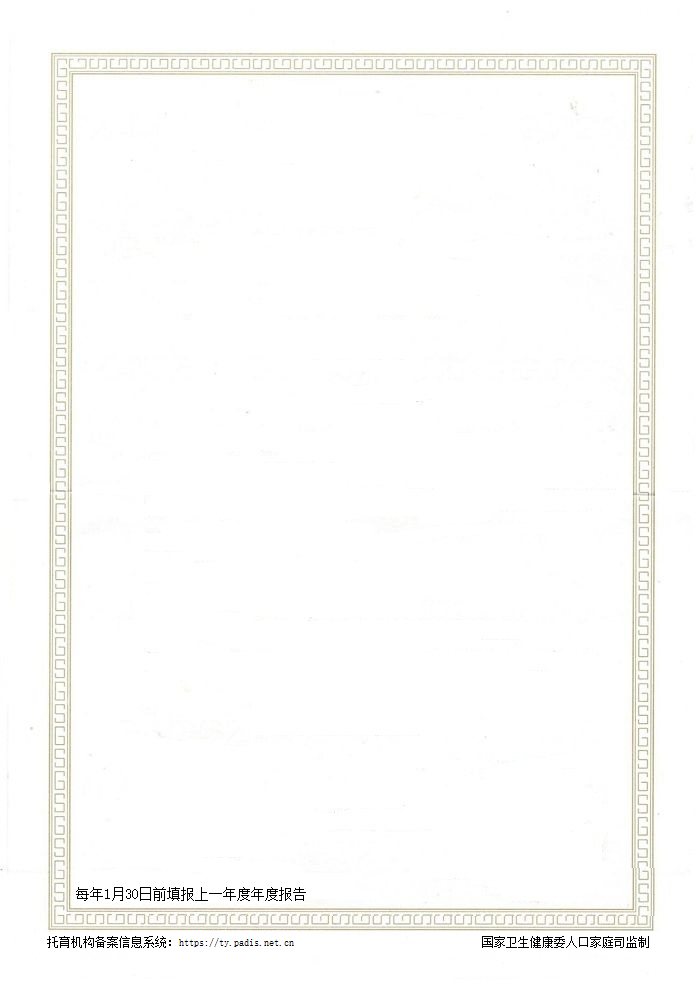 每年1月30日前填报上一年度年度报告
托育机构备案信息系统：https://ty.padis.net.cn
国家卫生健康委人口家庭司监制